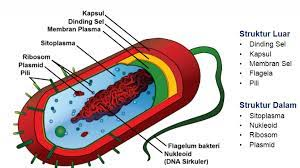 Kapsul
Dinding Sel
Membran Plasma
Sitoplasma
Ribosom
Plasmid
Pili
Flagelum bakteri
Nukleoid
(DNA Sirkuler)
Struktur Luar
• Dinding Sel
• Kapsul
• Membran Sel
• Flagela
• Pili
Struktur Dalam
• Sitoplasma
• Nukleoid
• Ribosom
• Plasmid